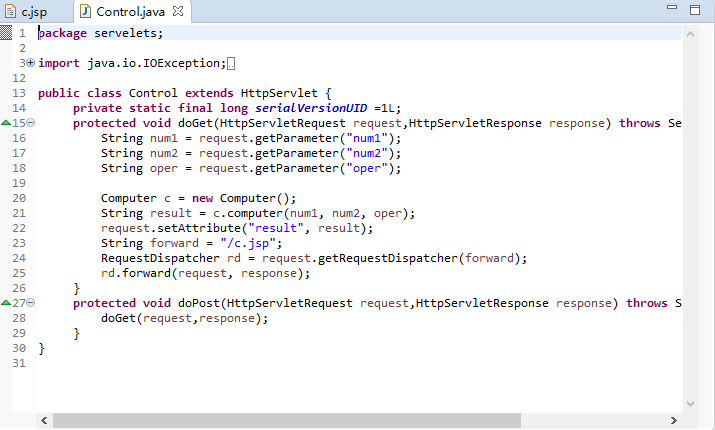 c.jsp Control.java
1 package servelets;
2
3 import java.io.IOException;
12
13 public class Control extends HttpServlet {
14 private static final long serialVersionUID =1L;
15 protected void doGet(HttpServletRequest request,HttpServletResponse response) throws Se
16 String num1 = request.getParameter("num1");
17 String num2 = request.getParameter("num2");
18 String oper = request.getParameter("oper");
19
20 Computer c = new Computer();
21 String result = c.computer(num1, num2, oper);
22 request.setAttribute("result", result);
23 String forward = "/c.jsp";
24 RequestDispatcher rd = request.getRequestDispatcher(forward);
25 rd.forward(request, response);
26 }
27 protected void doPost(HttpServletRequest request,HttpServletResponse response) throws S
28 doGet(request,response);
29 }
30 }
31